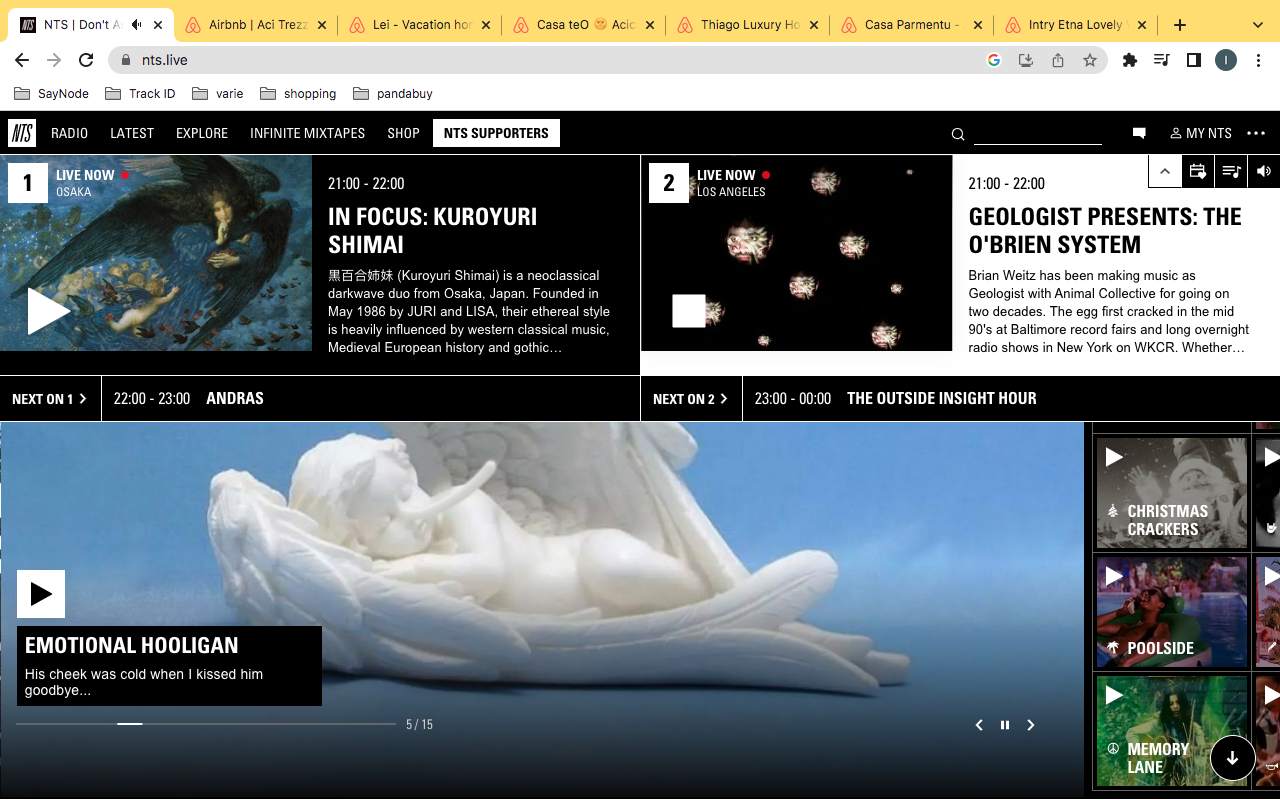 NTS | Don't A
Airbnb | Aci Trezz
Lei - Vacation hor
Casa teO 😍 Acic
Thiago Luxury Ho
Casa Parmentu -
Intry Etna Lovely
nts.live
I
SayNode
Track ID
varie
shopping
pandabuy
NTS
RADIO
LATEST
EXPLORE
INFINITE MIXTAPES
SHOP
NTS SUPPORTERS
MY NTS
1
LIVE NOW
OSAKA
21:00 - 22:00
IN FOCUS: KUROYURI
SHIMAI
黒百合姉妹 (Kuroyuri Shimai) is a neoclassical
darkwave duo from Osaka, Japan. Founded in
May 1986 by JURI and LISA, their ethereal style
is heavily influenced by western classical music,
Medieval European history and gothic…
2
LIVE NOW
LOS ANGELES
21:00 - 22:00
GEOLOGIST PRESENTS: THE
O'BRIEN SYSTEM
Brian Weitz has been making music as
Geologist with Animal Collective for going on
two decades. The egg first cracked in the mid
90's at Baltimore record fairs and long overnight
radio shows in New York on WKCR. Whether…
NEXT ON 1
22:00 - 23:00 ANDRAS
NEXT ON 2
23:00 - 00:00 THE OUTSIDE INSIGHT HOUR
EMOTIONAL HOOLIGAN
His cheek was cold when I kissed him
goodbye...
5 / 15
CHRISTMAS
CRACKERS
POOLSIDE
MEMORY
LANE